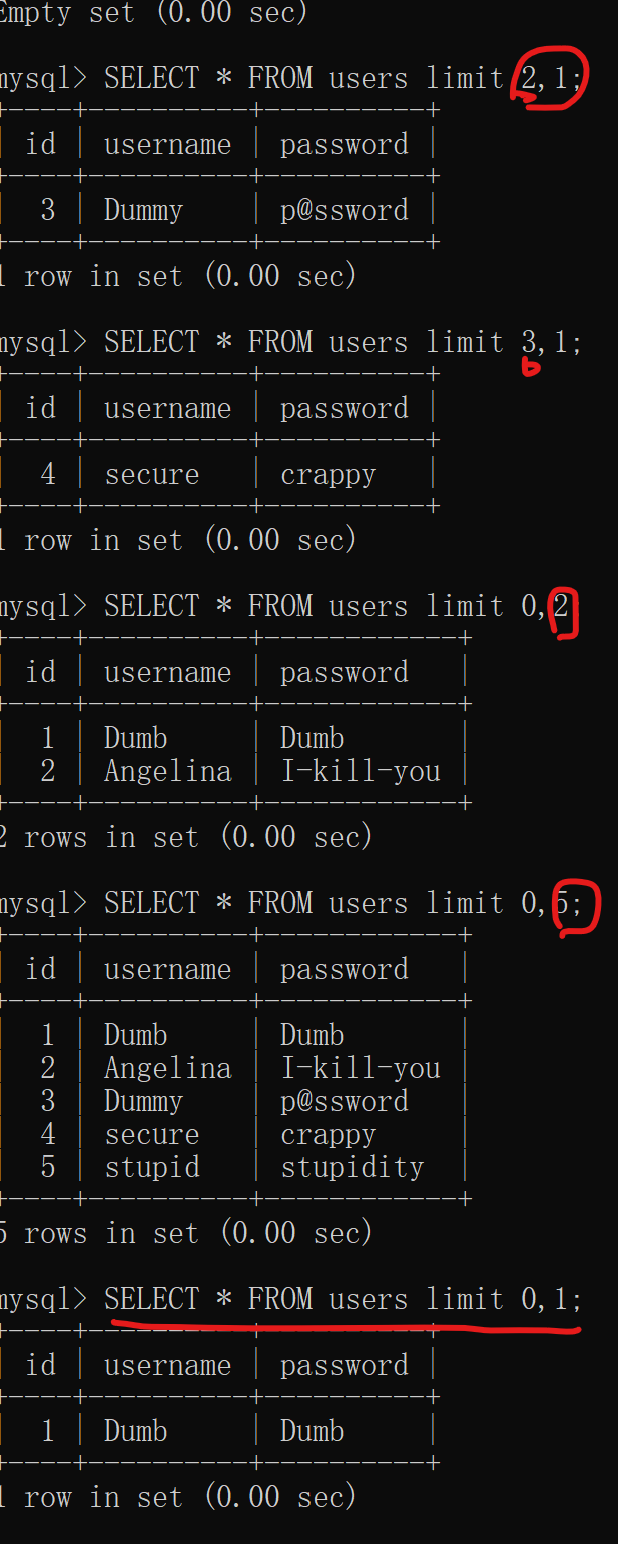 Empty set (0.00 sec)
mysql> SELECT * FROM users limit 2,1;
+----+----------+----------+
| id | username | password |
+----+----------+----------+
| 3 | Dummy | p@ssword |
+----+----------+----------+
1 row in set (0.00 sec)
mysql> SELECT * FROM users limit 3,1;
+----+----------+----------+
| id | username | password |
+----+----------+----------+
| 4 | secure | crappy |
+----+----------+----------+
1 row in set (0.00 sec)
mysql> SELECT * FROM users limit 0,2;
+----+----------+------------+
| id | username | password |
+----+----------+------------+
| 1 | Dumb | Dumb |
| 2 | Angelina | I-kill-you |
+----+----------+------------+
2 rows in set (0.00 sec)
mysql> SELECT * FROM users limit 0,5;
+----+----------+------------+
| id | username | password |
+----+----------+------------+
| 1 | Dumb | Dumb |
| 2 | Angelina | I-kill-you |
| 3 | Dummy | p@ssword |
| 4 | secure | crappy |
| 5 | stupid | stupidity |
+----+----------+------------+
5 rows in set (0.00 sec)
mysql> SELECT * FROM users limit 0,1;
+----+----------+----------+
| id | username | password |
+----+----------+----------+
| 1 | Dumb | Dumb |
+----+----------+----------+
1 row in set (0.00 sec)